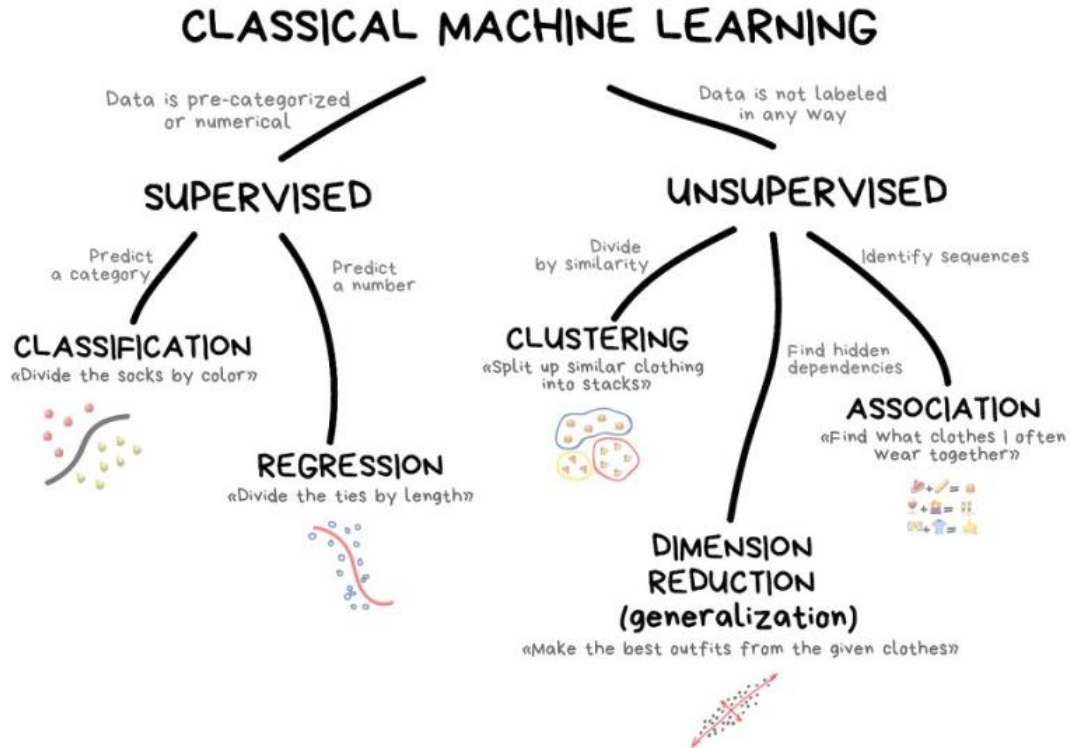 CLASSICAL MACHINE LEARNING
Data is pre-categorized
or numerical
Data is not labeled
in any way
SUPERVISED
UNSUPERVISED
Predict
a category
Predict
a number
Divide
by similarity
Identify sequences
CLASSIFICATION
«Divide the socks by color»
CLUSTERING
«Split up similar clothing
into stacks»
Find hidden
dependencies
ASSOCIATION
«Find what clothes I often
wear together»
REGRESSION
«Divide the ties by length»
+ =
+ =
+ =
DIMENSION
REDUCTION
(generalization)
«Make the best outfits from the given clothes»